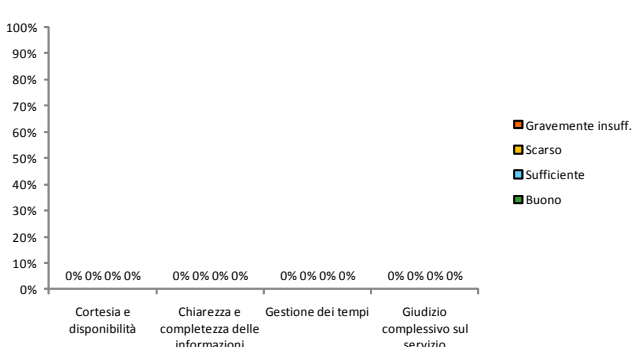 100%
90%
80%
70%
60%
50%
40%
30%
20%
10%
0%
0% 0% 0% 0% 0% 0% 0% 0% 0% 0% 0% 0% 0% 0% 0% 0%
Cortesia e
disponibilità
Chiarezza e
completezza delle
informazioni
Gestione dei tempi
Giudizio
complessivo sul
servizio
Gravemente insuff.
Scarso
Sufficiente
Buono